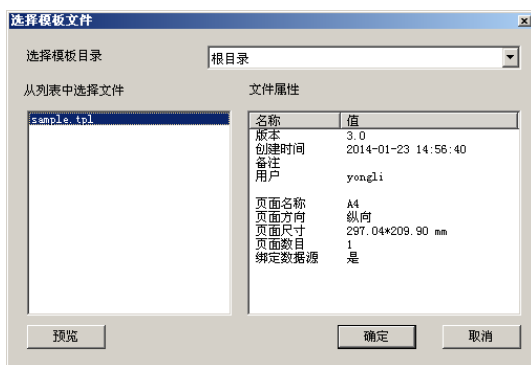 选择模板文件
选择模板目录 根目录
从列表中选择文件 文件属性
sample.tpl
名称 值
版本 3.0
创建时间 2014-01-23 14:56:40
备注
用户 yongli
页面名称 A4
页面方向 纵向
页面尺寸 297.04*209.90 mm
页面数目 1
绑定数据源 是
预览 确定 取消